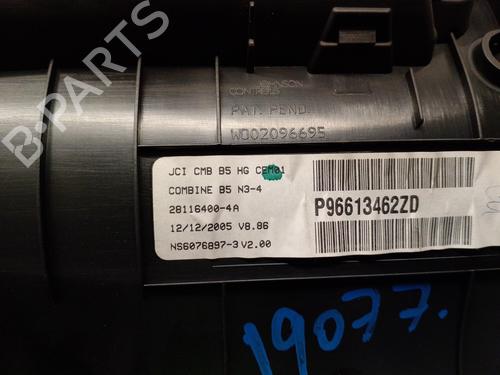 JOHNSON
CONTROLS
PAT. PEND.
WO02096695
JCI CMB B5 HG CEM01
COMBINE B5 N3-4
28116400-4A
12/12/2005 V8.86
NS6076897-3 V2.00
P96613462ZD
19077.
B-PARTS